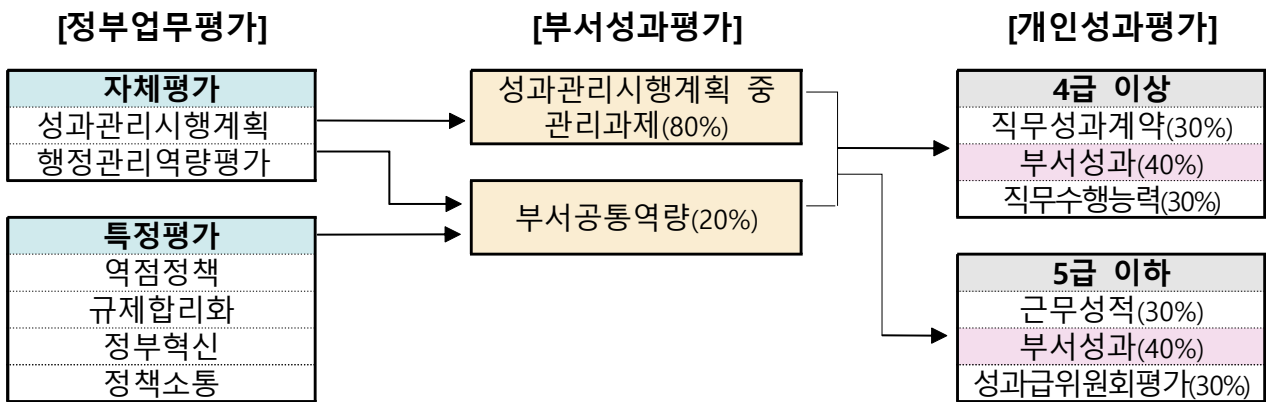 [정부업무평가]
자체평가
성과관리시행계획
행정관리역량평가
특정평가
역점정책
규제합리화
정부혁신
정책소통
[부서성과평가]
성과관리시행계획 중
관리과제(80%)
부서공통역량(20%)
[개인성과평가]
4급 이상
직무성과계약(30%)
부서성과(40%)
직무수행능력(30%)
5급 이하
근무성적(30%)
부서성과(40%)
성과급위원회평가(30%)